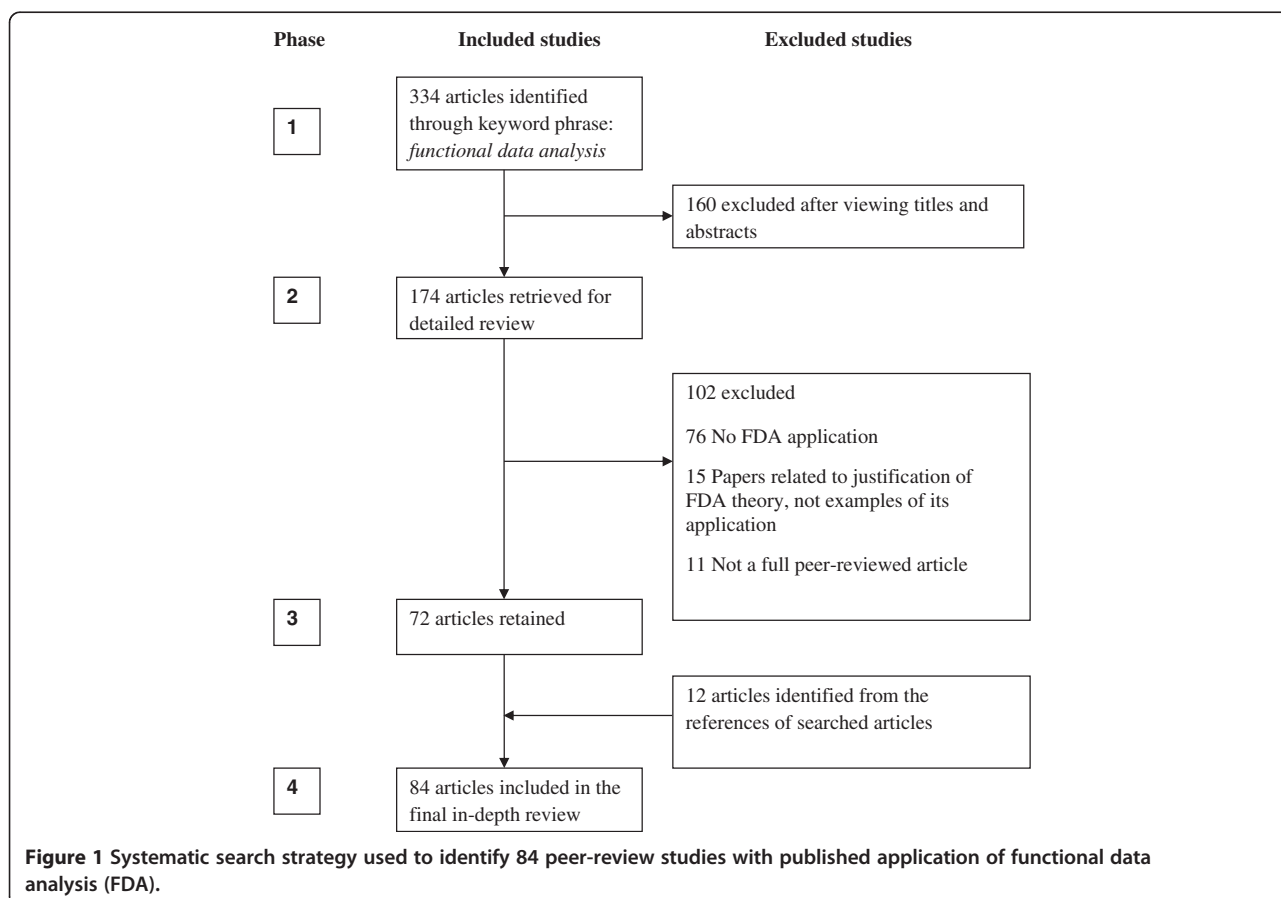 Phase Included studies Excluded studies
334 articles identified
through keyword phrase:
functional data analysis
1
160 excluded after viewing titles and
abstracts
2
174 articles retrieved for
detailed review
102 excluded
76 No FDA application
15 Papers related to justification of
FDA theory, not examples of its
application
11 Not a full peer-reviewed article
3
72 articles retained
12 articles identified from the
references of searched articles
4
84 articles included in the
final in-depth review
Figure 1 Systematic search strategy used to identify 84 peer-review studies with published application of functional data
analysis (FDA).